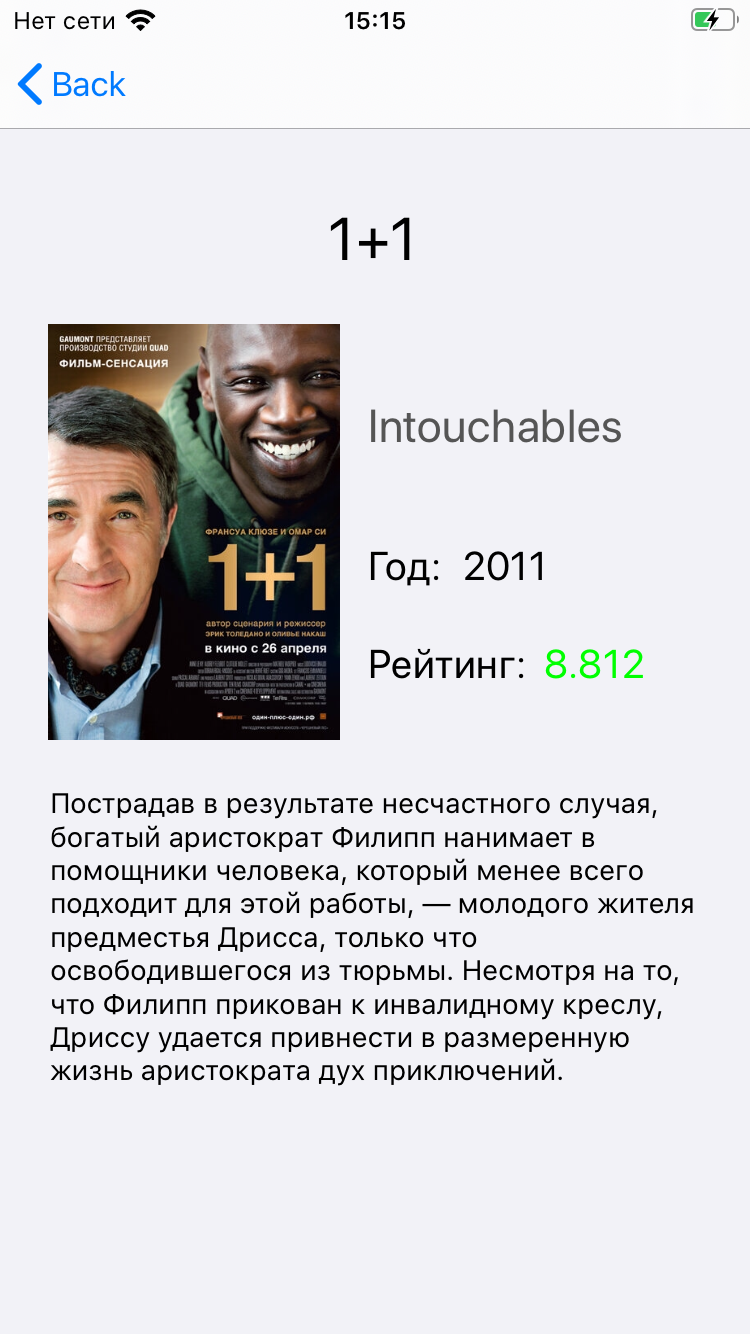 Нет сети
15:15
Back
1+1
GAUMONT ПРЕДСТАВЛЯЕТ
ПРОИЗВОДСТВО СТУДИИ QUAD
ФИЛЬМ-СЕНСАЦИЯ
ФРАНСУА КЛЮЗЕ И ОМАР СИ
1+1
автор сценария и режиссер
ЭРИК ТОЛЕДАНО И ОЛИВЬЕ НАКАШ
в кино с 26 апреля
один-плюс-один.рф
Intouchables
Год: 2011
Рейтинг: 8.812
Пострадав в результате несчастного случая,
богатый аристократ Филипп нанимает в
помощники человека, который менее всего
подходит для этой работы, — молодого жителя
предместья Дрисса, только что
освободившегося из тюрьмы. Несмотря на то,
что Филипп прикован к инвалидному креслу,
Дриссу удается привнести в размеренную
жизнь аристократа дух приключений.